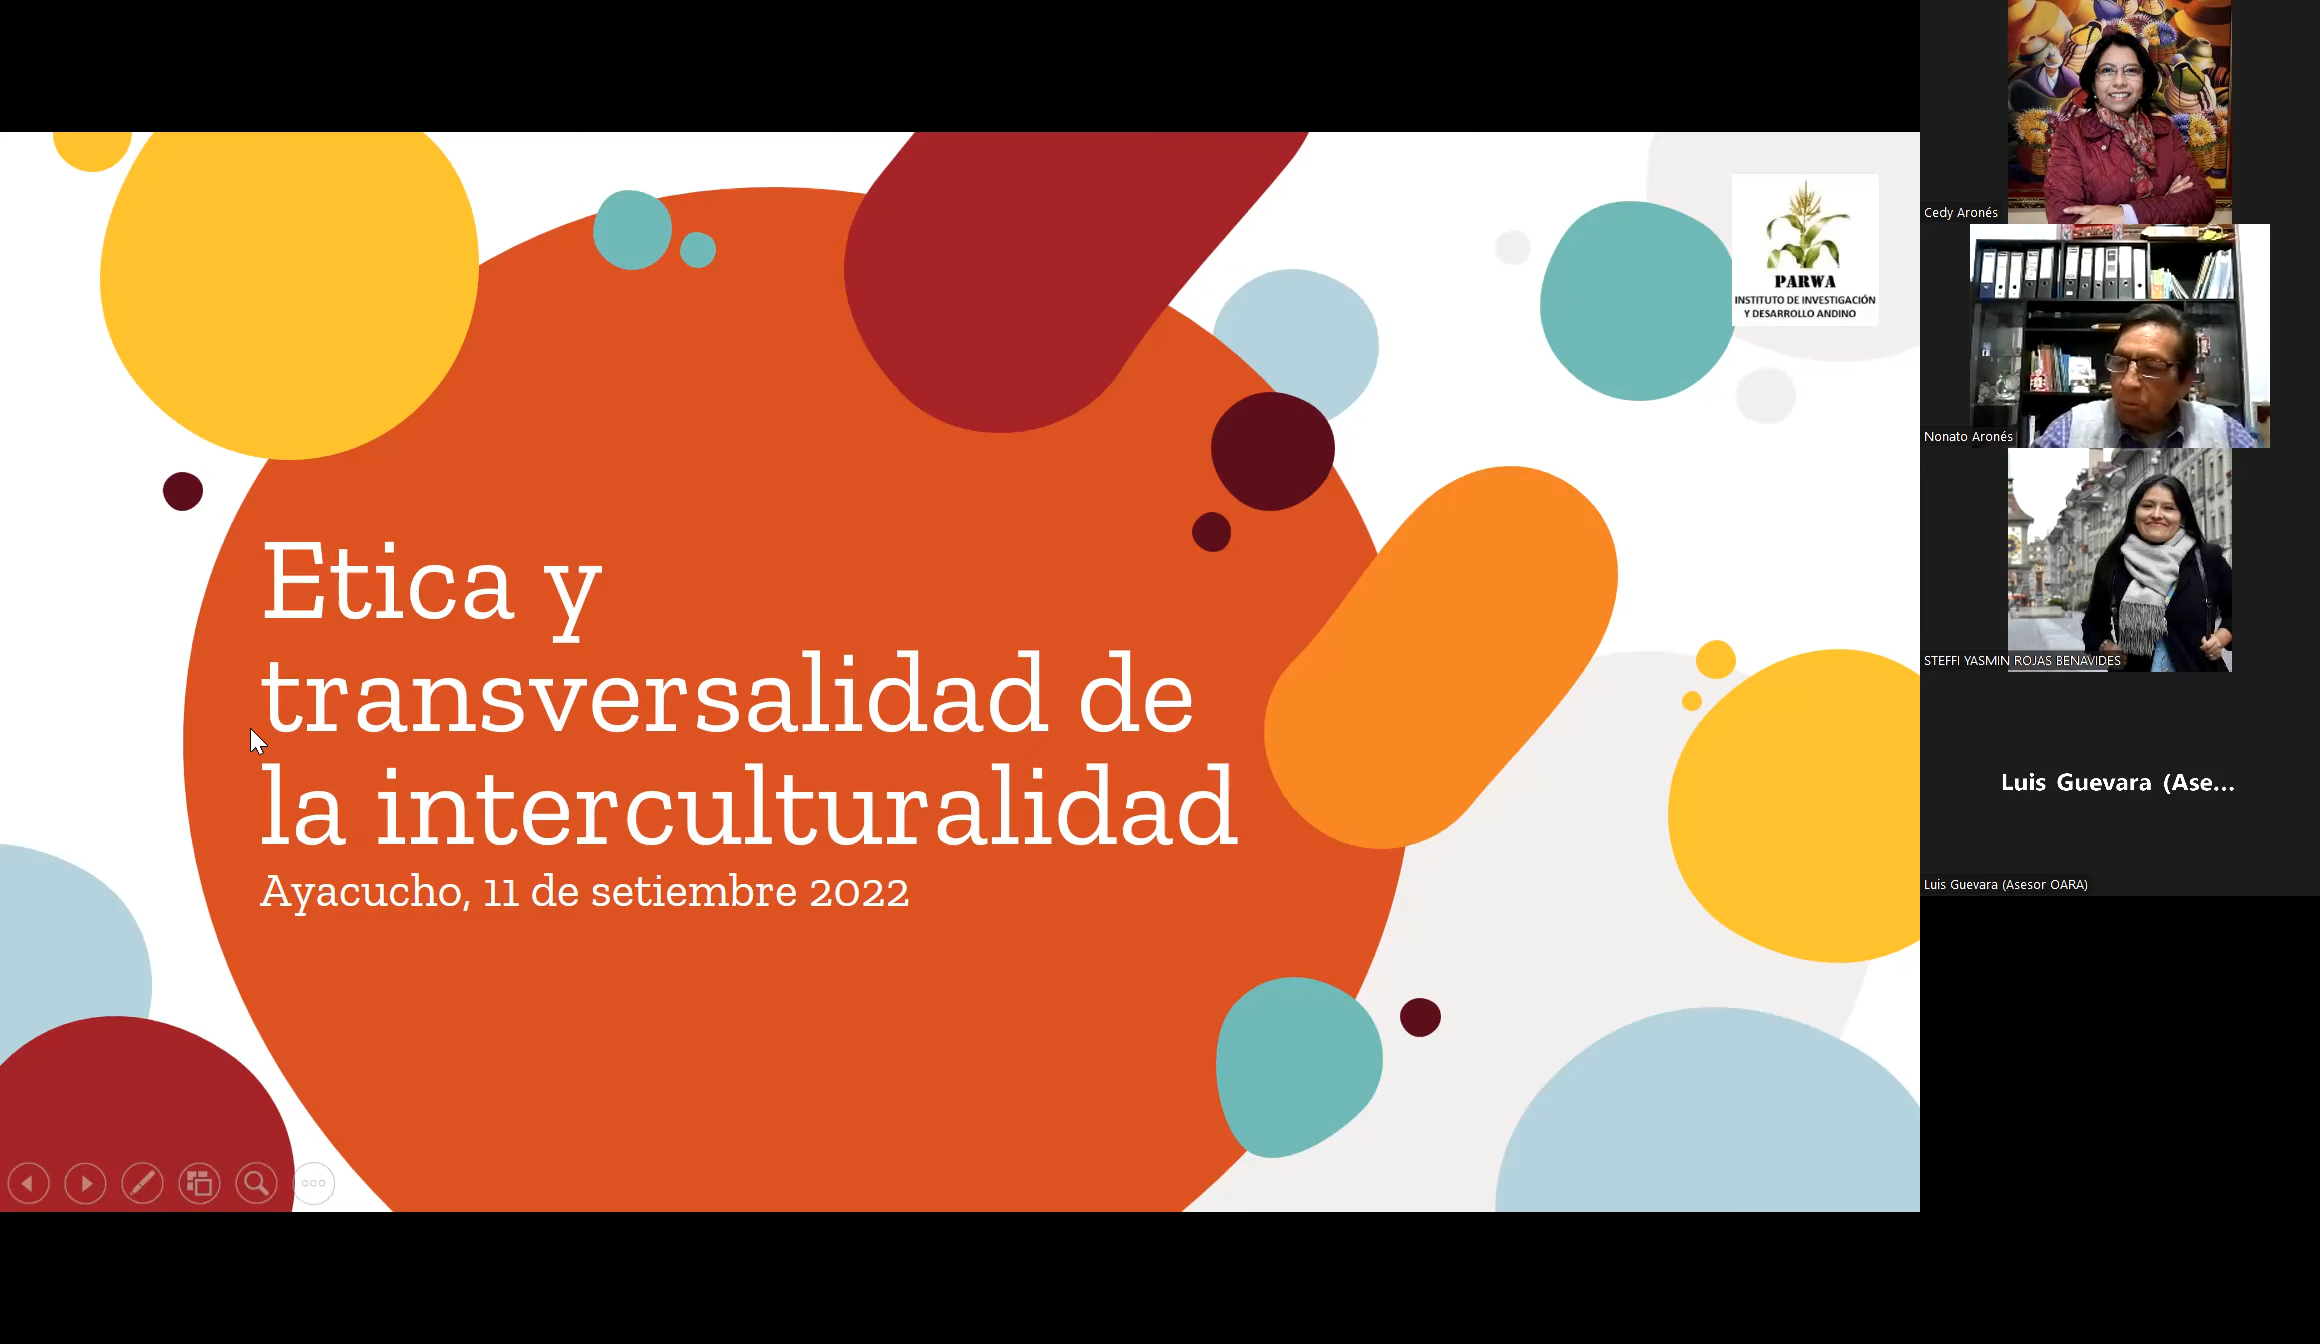 Etica y
transversalidad de
la interculturalidad
Ayacucho, 11 de setiembre 2022
PARWA
INSTITUTO DE INVESTIGACIÓN
Y DESARROLLO ANDINO
Cedy Aronés
Nonato Aronés
STEFFI YASMIN ROJAS BENAVIDES
Luis Guevara (Ase...
Luis Guevara (Asesor OARA)